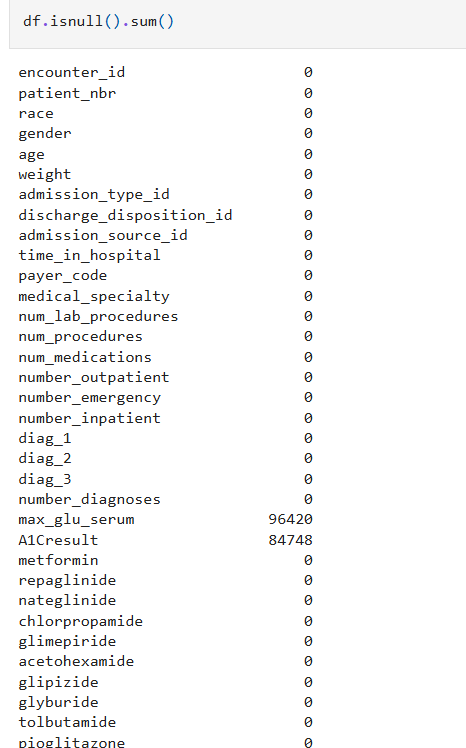 df.isnull().sum()
encounter_id 0
patient_nbr 0
race 0
gender 0
age 0
weight 0
admission_type_id 0
discharge_disposition_id 0
admission_source_id 0
time_in_hospital 0
payer_code 0
medical_specialty 0
num_lab_procedures 0
num_procedures 0
num_medications 0
number_outpatient 0
number_emergency 0
number_inpatient 0
diag_1 0
diag_2 0
diag_3 0
number_diagnoses 0
max_glu_serum 96420
A1Cresult 84748
metformin 0
repaglinide 0
nateglinide 0
chlorpropamide 0
glimepiride 0
acetohexamide 0
glipizide 0
glyburide 0
tolbutamide 0
pioglitazone 0